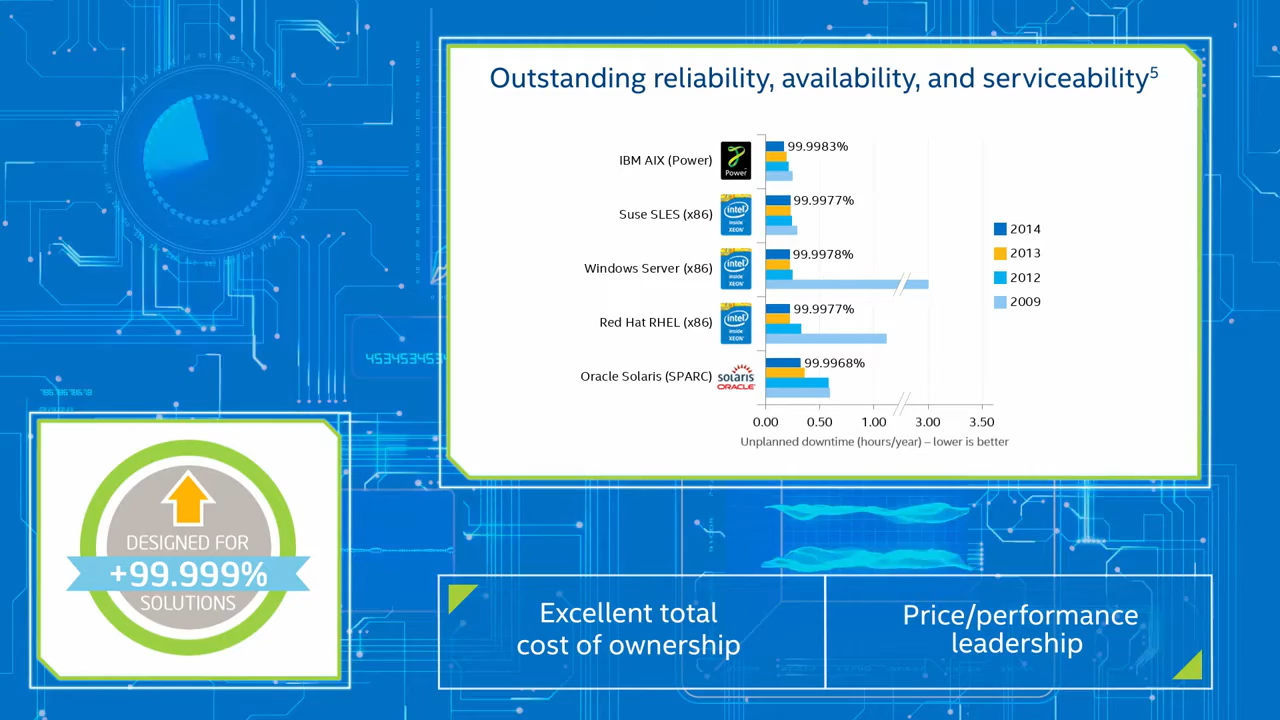 Outstanding reliability, availability, and serviceability5
IBM AIX (Power)
Power
99.9983%
Suse SLES (x86)
intel
inside
XEON
99.9977%
Windows Server (x86)
intel
inside
XEON
99.9978%
Red Hat RHEL (x86)
intel
inside
XEON
99.9977%
Oracle Solaris (SPARC)
solaris
ORACLE
99.9968%
2014
2013
2012
2009
0.00 0.50 1.00 3.00 3.50
Unplanned downtime (hours/year) – lower is better
4534534534
DESIGNED FOR
+99.999%
SOLUTIONS
Excellent total
cost of ownership
Price/performance
leadership